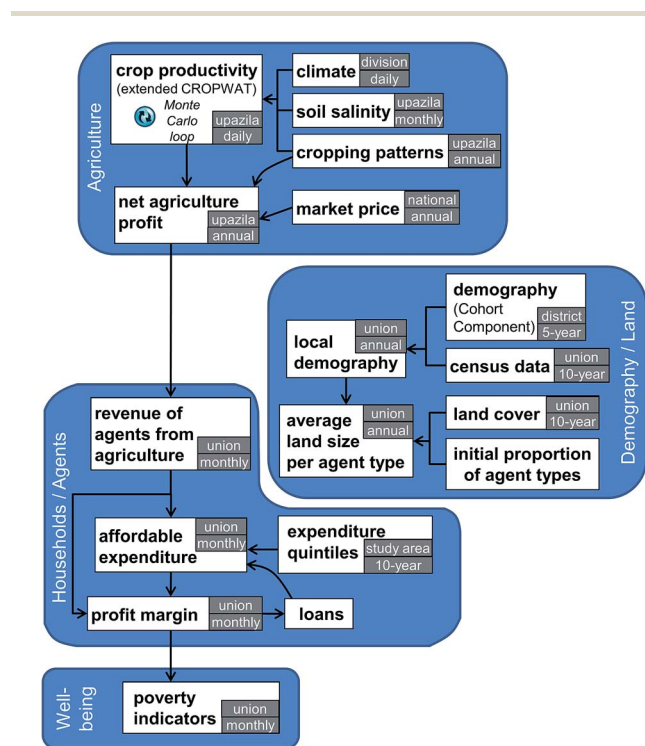 Agriculture
crop productivity
(extended CROPWAT)
Monte
Carlo
loop
upazila
daily
climate
division
daily
soil salinity
upazila
monthly
cropping patterns
upazila
annual
net agriculture
profit
upazila
annual
market price
national
annual
Demography / Land
demography
(Cohort
Component)
district
5-year
local
demography
union
annual
census data
union
10-year
average
land size
per agent type
union
annual
land cover
union
10-year
initial proportion
of agent types
Households / Agents
revenue of
agents from
agriculture
union
monthly
affordable
expenditure
union
monthly
expenditure
quintiles
study area
10-year
profit margin
union
monthly
loans
Well-
being
poverty
indicators
union
monthly